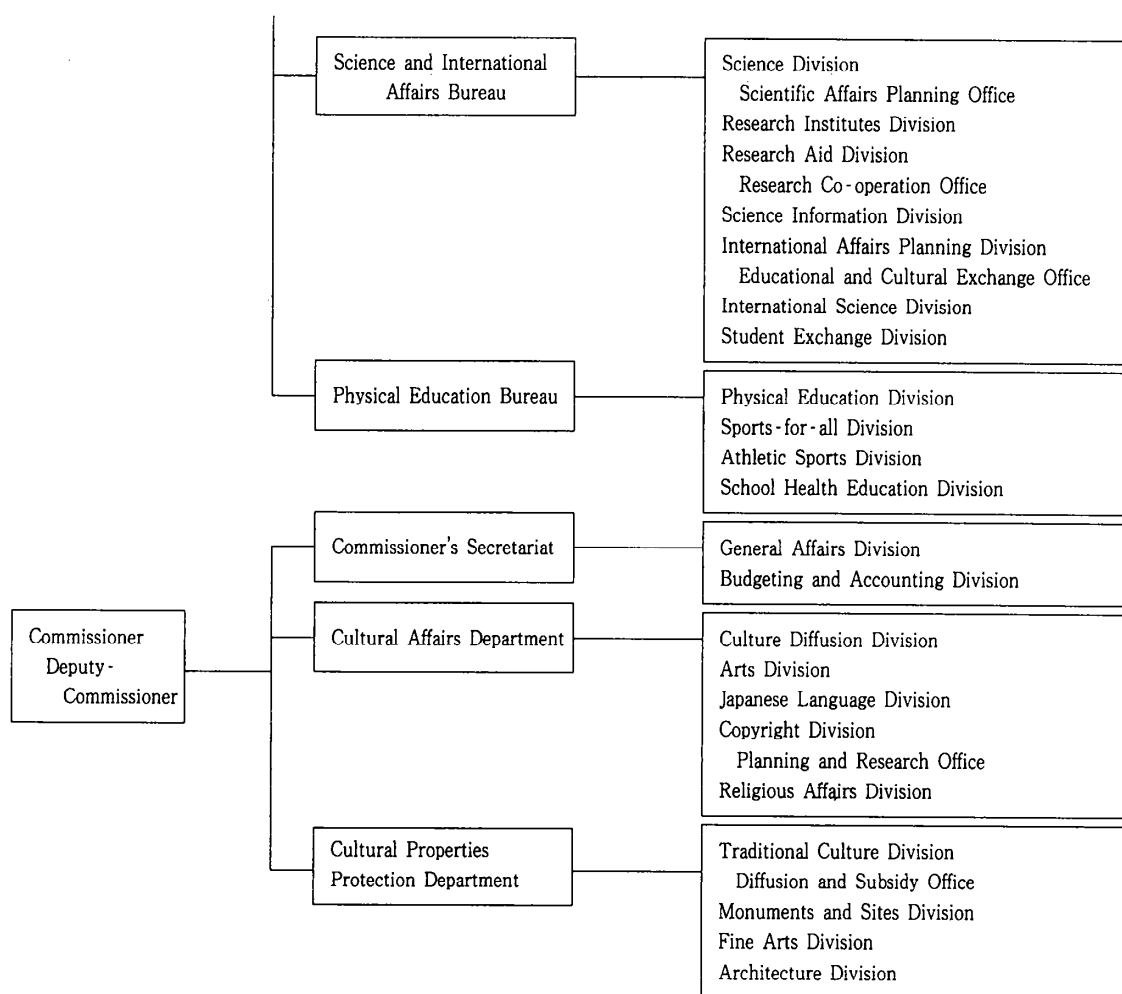 Science and International
Affairs Bureau
Science Division
Scientific Affairs Planning Office
Research Institutes Division
Research Aid Division
Research Co-operation Office
Science Information Division
International Affairs Planning Division
Educational and Cultural Exchange Office
International Science Division
Student Exchange Division
Physical Education Bureau
Physical Education Division
Sports-for-all Division
Athletic Sports Division
School Health Education Division
Commissioner's Secretariat
General Affairs Division
Budgeting and Accounting Division
Commissioner
Deputy-
Commissioner
Cultural Affairs Department
Culture Diffusion Division
Arts Division
Japanese Language Division
Copyright Division
Planning and Research Office
Religious Affairs Division
Cultural Properties
Protection Department
Traditional Culture Division
Diffusion and Subsidy Office
Monuments and Sites Division
Fine Arts Division
Architecture Division